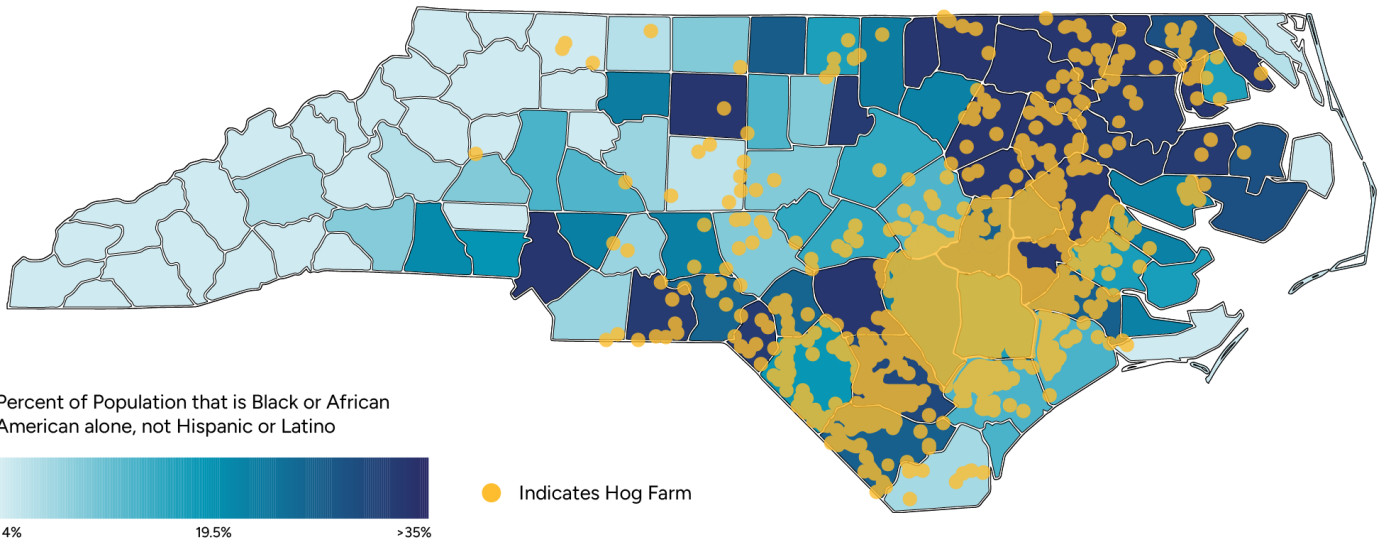 Percent of Population that is Black or African
American alone, not Hispanic or Latino
4%
19.5%
>35%
Indicates Hog Farm